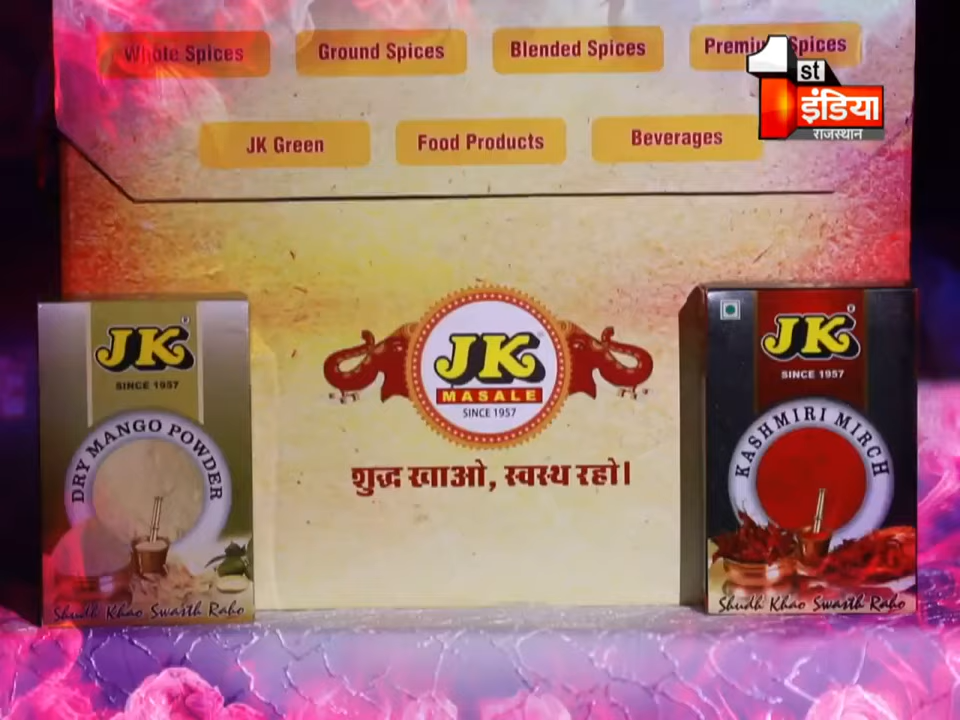 Whole Spices
Ground Spices
Blended Spices
Premium Spices
1st
इंडिया
राजस्थान
JK Green
Food Products
Beverages
JK
MASALE
SINCE 1957
शुद्ध खाओ, स्वस्थ रहो।
JK
SINCE 1957
DRY MANGO POWDER
Shudh Khao Swasth Raho
JK
SINCE 1957
KASHMIRI MIRCH
Shudh Khao Swasth Raho